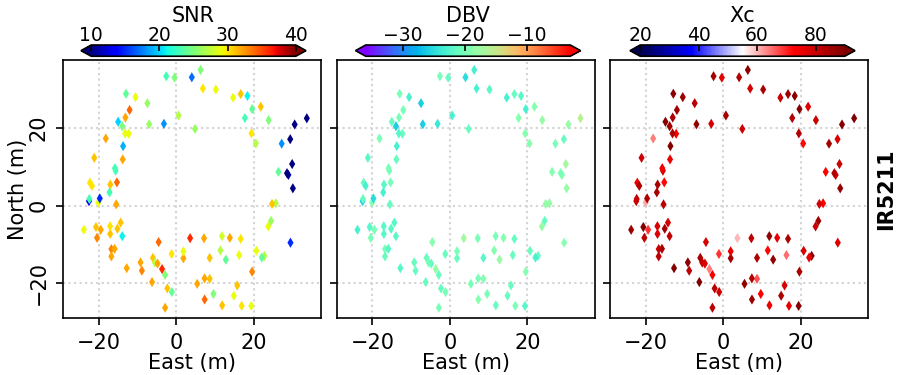 SNR DBV Xc
10 20 30 40 −30 −20 −10 20 40 60 80
20
0
−20
North (m)
IR5211
−20 0 20 −20 0 20 −20 0 20
East (m) East (m) East (m)